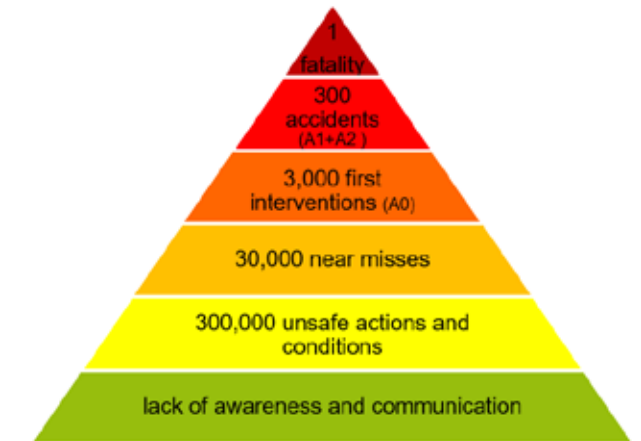 1
fatality
300
accidents
(A1+A2 )
3,000 first
interventions (A0)
30,000 near misses
300,000 unsafe actions and
conditions
lack of awareness and communication